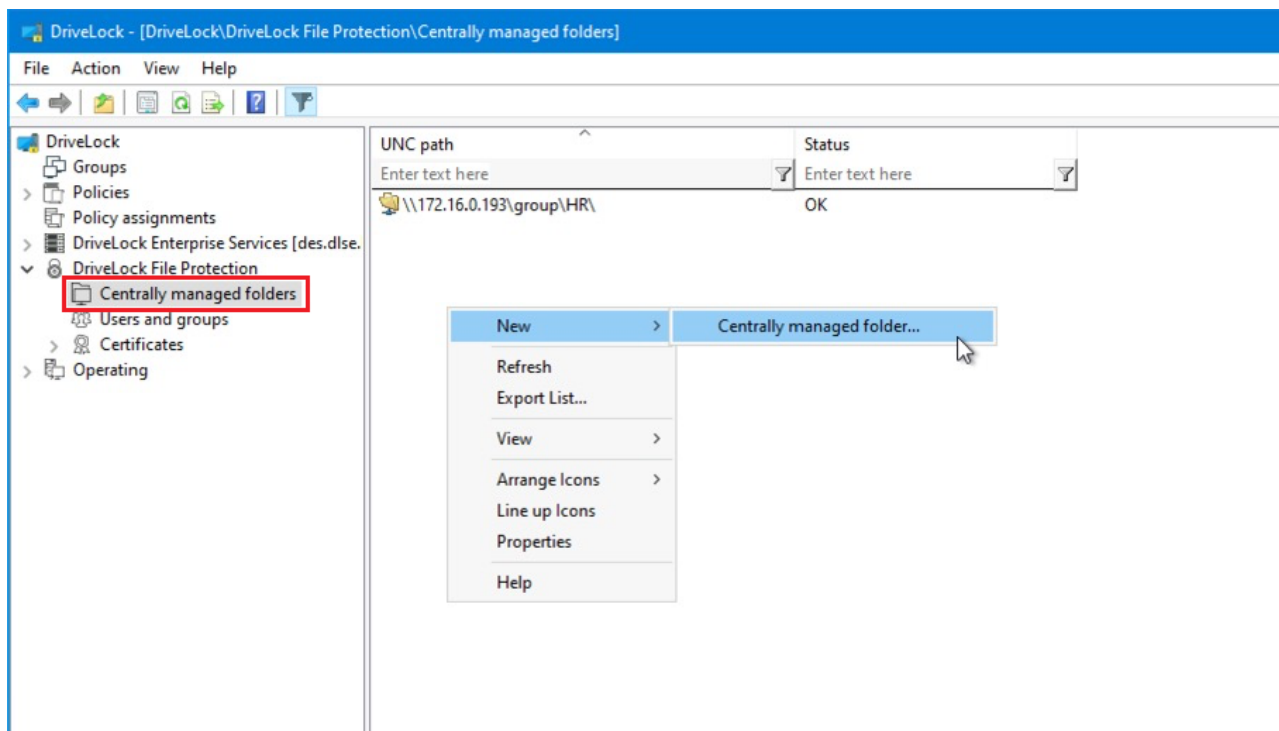 DriveLock - [DriveLock\DriveLock File Protection\Centrally managed folders]
File Action View Help
DriveLock
Groups
Policies
Policy assignments
DriveLock Enterprise Services [des.dlse.
DriveLock File Protection
Centrally managed folders
Users and groups
Certificates
Operating
UNC path Status
Enter text here Enter text here
\\172.16.0.193\group\HR\ OK
New Centrally managed folder...
Refresh
Export List...
View
Arrange Icons
Line up Icons
Properties
Help